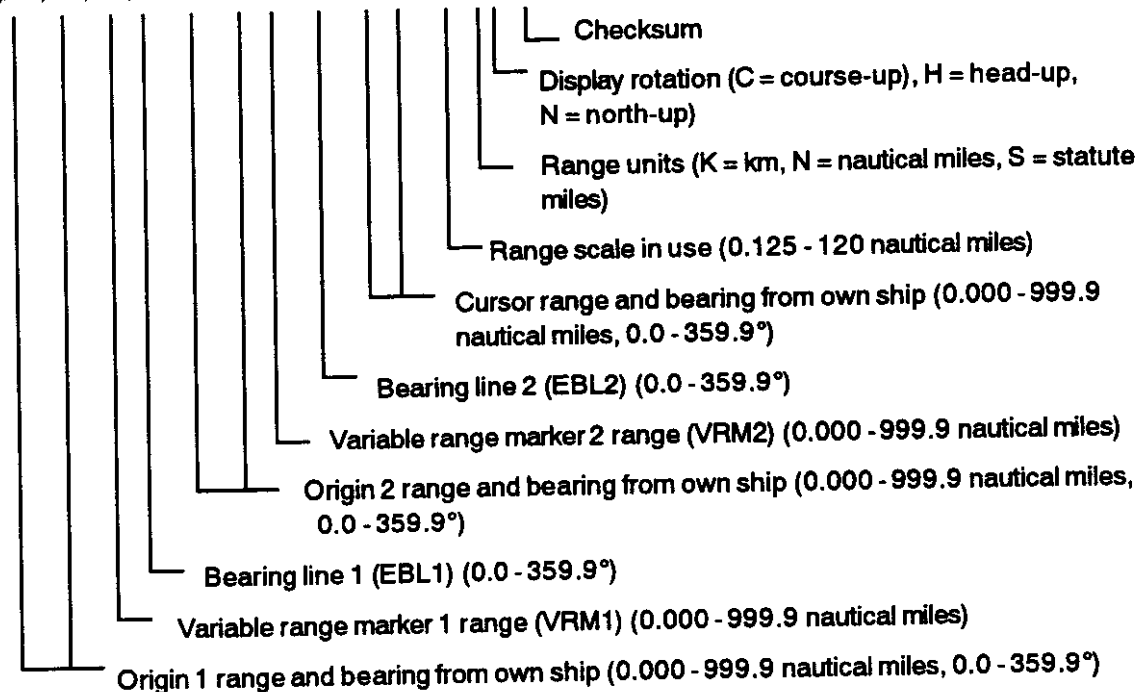 Checksum
Display rotation (C = course-up), H = head-up,
N = north-up)
Range units (K = km, N = nautical miles, S = statute
miles)
Range scale in use (0.125 - 120 nautical miles)
Cursor range and bearing from own ship (0.000 - 999.9
nautical miles, 0.0 - 359.9°)
Bearing line 2 (EBL2) (0.0 - 359.9°)
Variable range marker 2 range (VRM2) (0.000 - 999.9 nautical miles)
Origin 2 range and bearing from own ship (0.000 - 999.9 nautical miles,
0.0 - 359.9°)
Bearing line 1 (EBL1) (0.0 - 359.9°)
Variable range marker 1 range (VRM1) (0.000 - 999.9 nautical miles)
Origin 1 range and bearing from own ship (0.000 - 999.9 nautical miles, 0.0 - 359.9°)